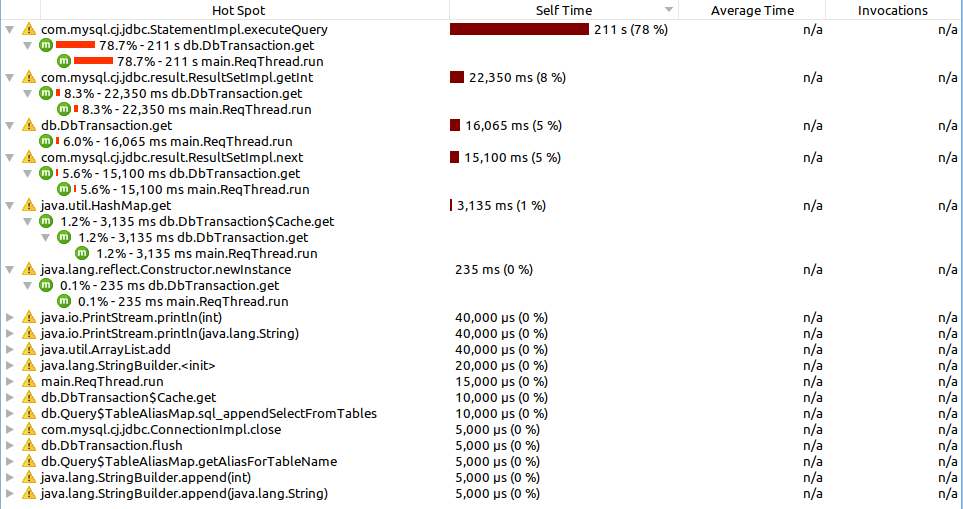 Hot Spot Self Time Average Time Invocations
com.mysql.cj.jdbc.StatementImpl.executeQuery 211 s (78 %) n/a n/a
m 78.7% - 211 s db.DbTransaction.get
m 78.7% - 211 s main.ReqThread.run
com.mysql.cj.jdbc.result.ResultSetImpl.getInt 22,350 ms (8 %) n/a n/a
m 8.3% - 22,350 ms db.DbTransaction.get
m 8.3% - 22,350 ms main.ReqThread.run
db.DbTransaction.get 16,065 ms (5 %) n/a n/a
m 6.0% - 16,065 ms main.ReqThread.run
com.mysql.cj.jdbc.result.ResultSetImpl.next 15,100 ms (5 %) n/a n/a
m 5.6% - 15,100 ms db.DbTransaction.get
m 5.6% - 15,100 ms main.ReqThread.run
java.util.HashMap.get 3,135 ms (1 %) n/a n/a
m 1.2% - 3,135 ms db.DbTransaction$Cache.get
m 1.2% - 3,135 ms db.DbTransaction.get
m 1.2% - 3,135 ms main.ReqThread.run
java.lang.reflect.Constructor.newInstance 235 ms (0 %) n/a n/a
m 0.1% - 235 ms db.DbTransaction.get
m 0.1% - 235 ms main.ReqThread.run
java.io.PrintStream.println(int) 40,000 µs (0 %) n/a n/a
java.io.PrintStream.println(java.lang.String) 40,000 µs (0 %) n/a n/a
java.util.ArrayList.add 40,000 µs (0 %) n/a n/a
java.lang.StringBuilder.<init> 20,000 µs (0 %) n/a n/a
main.ReqThread.run 15,000 µs (0 %) n/a n/a
db.DbTransaction$Cache.get 10,000 µs (0 %) n/a n/a
db.Query$TableAliasMap.sql_appendSelectFromTables 10,000 µs (0 %) n/a n/a
com.mysql.cj.jdbc.ConnectionImpl.close 5,000 µs (0 %) n/a n/a
db.DbTransaction.flush 5,000 µs (0 %) n/a n/a
db.Query$TableAliasMap.getAliasForTableName 5,000 µs (0 %) n/a n/a
java.lang.StringBuilder.append(int) 5,000 µs (0 %) n/a n/a
java.lang.StringBuilder.append(java.lang.String) 5,000 µs (0 %) n/a n/a